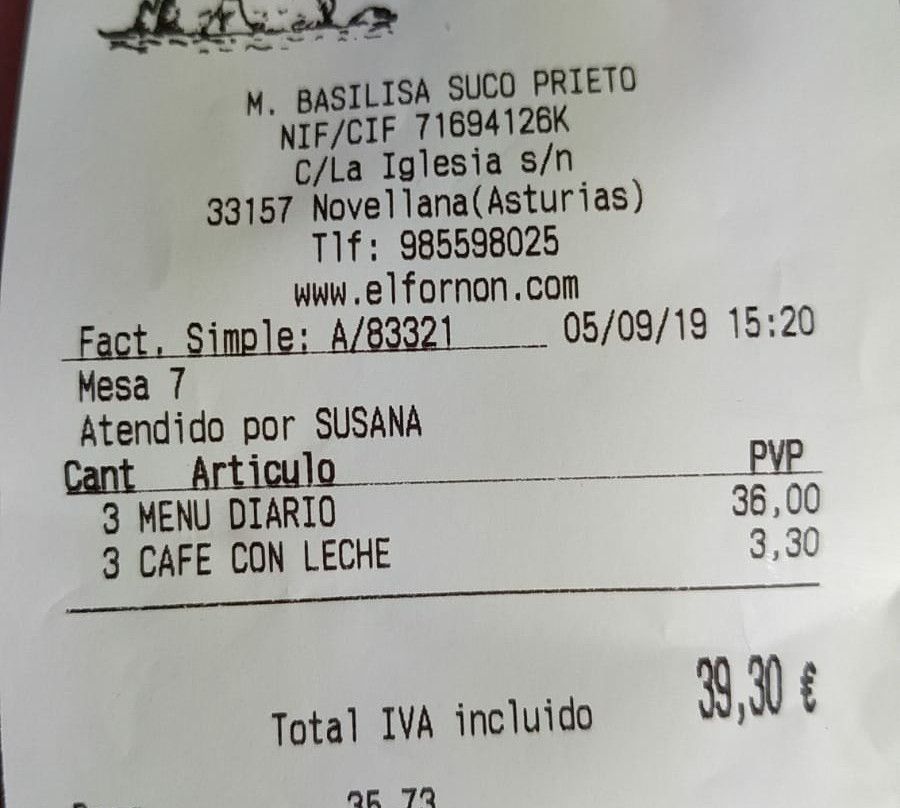 M. BASILISA SUCO PRIETO
NIF/CIF 71694126K
C/La Iglesia s/n
33157 Novellana(Asturias)
Tlf: 985598025
www.elfornon.com
Fact. Simple: A/83321 05/09/19 15:20
Mesa 7
Atendido por SUSANA
Cant Articulo PVP
3 MENU DIARIO 36,00
3 CAFE CON LECHE 3,30
Total IVA incluido 39,30 €
35,73